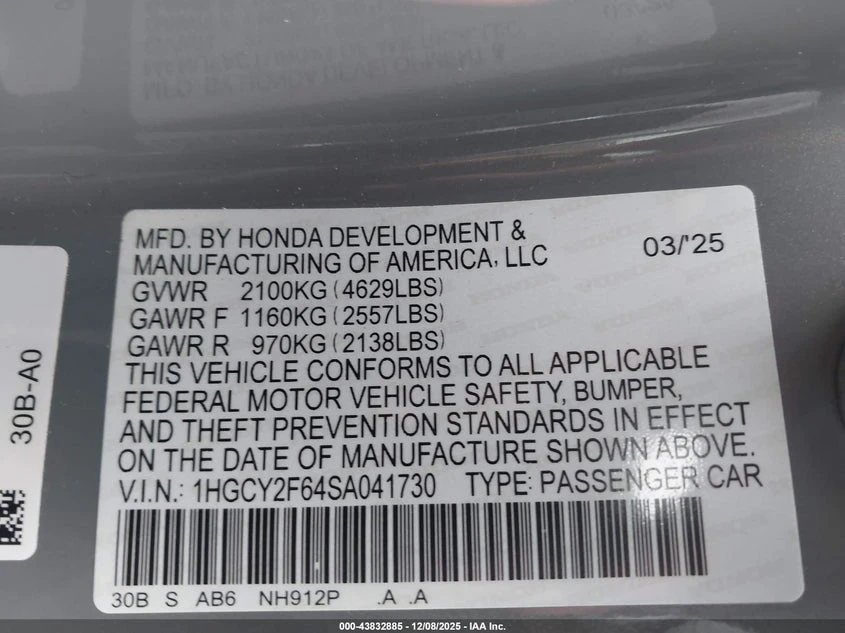 MFD. BY HONDA DEVELOPMENT &
MANUFACTURING OF AMERICA, LLC
03/'25
GVWR 2100KG (4629LBS)
GAWR F 1160KG (2557LBS)
GAWR R 970KG (2138LBS)
THIS VEHICLE CONFORMS TO ALL APPLICABLE
FEDERAL MOTOR VEHICLE SAFETY, BUMPER,
AND THEFT PREVENTION STANDARDS IN EFFECT
ON THE DATE OF MANUFACTURE SHOWN ABOVE.
V.I.N.: 1HGCY2F64SA041730 TYPE: PASSENGER CAR
30B S AB6 NH912P .A .A
30B-A0
000-43832885 - 12/08/2025 - IAA Inc.